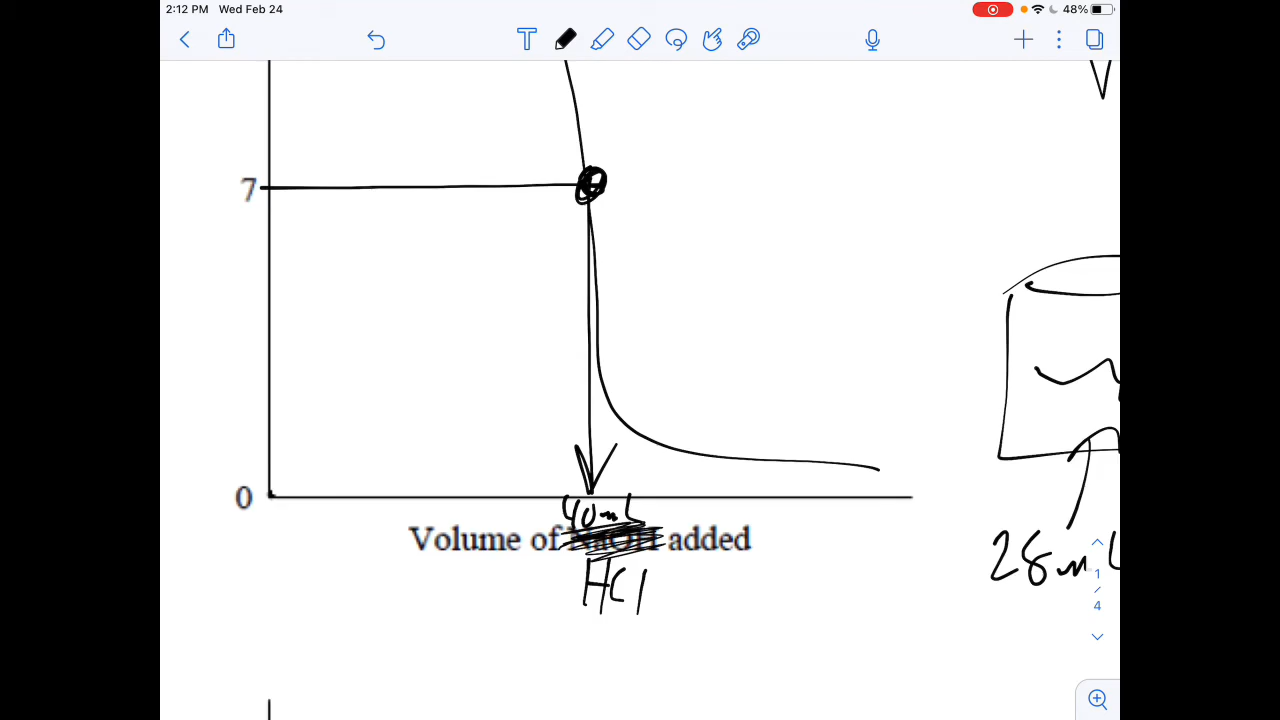 2:12 PM Wed Feb 24
48%
T
7
0
40mL
Volume of NaOH added
HCl
28mL
1
/
4